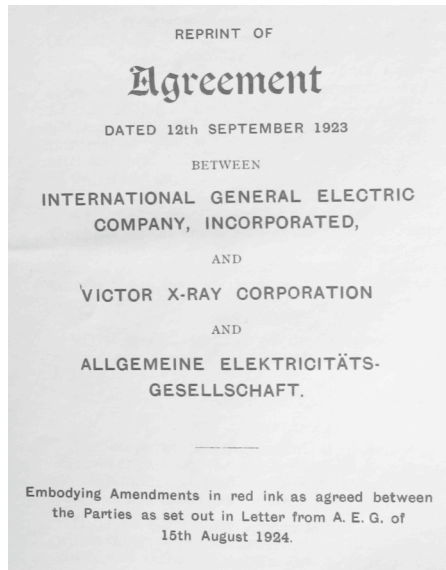 REPRINT OF
Agreement
DATED 12th SEPTEMBER 1923
BETWEEN
INTERNATIONAL GENERAL ELECTRIC
COMPANY, INCORPORATED,
AND
VICTOR X-RAY CORPORATION
AND
ALLGEMEINE ELEKTRICITÄTS-
GESELLSCHAFT.
Embodying Amendments in red ink as agreed between
the Parties as set out in Letter from A. E. G. of
15th August 1924.